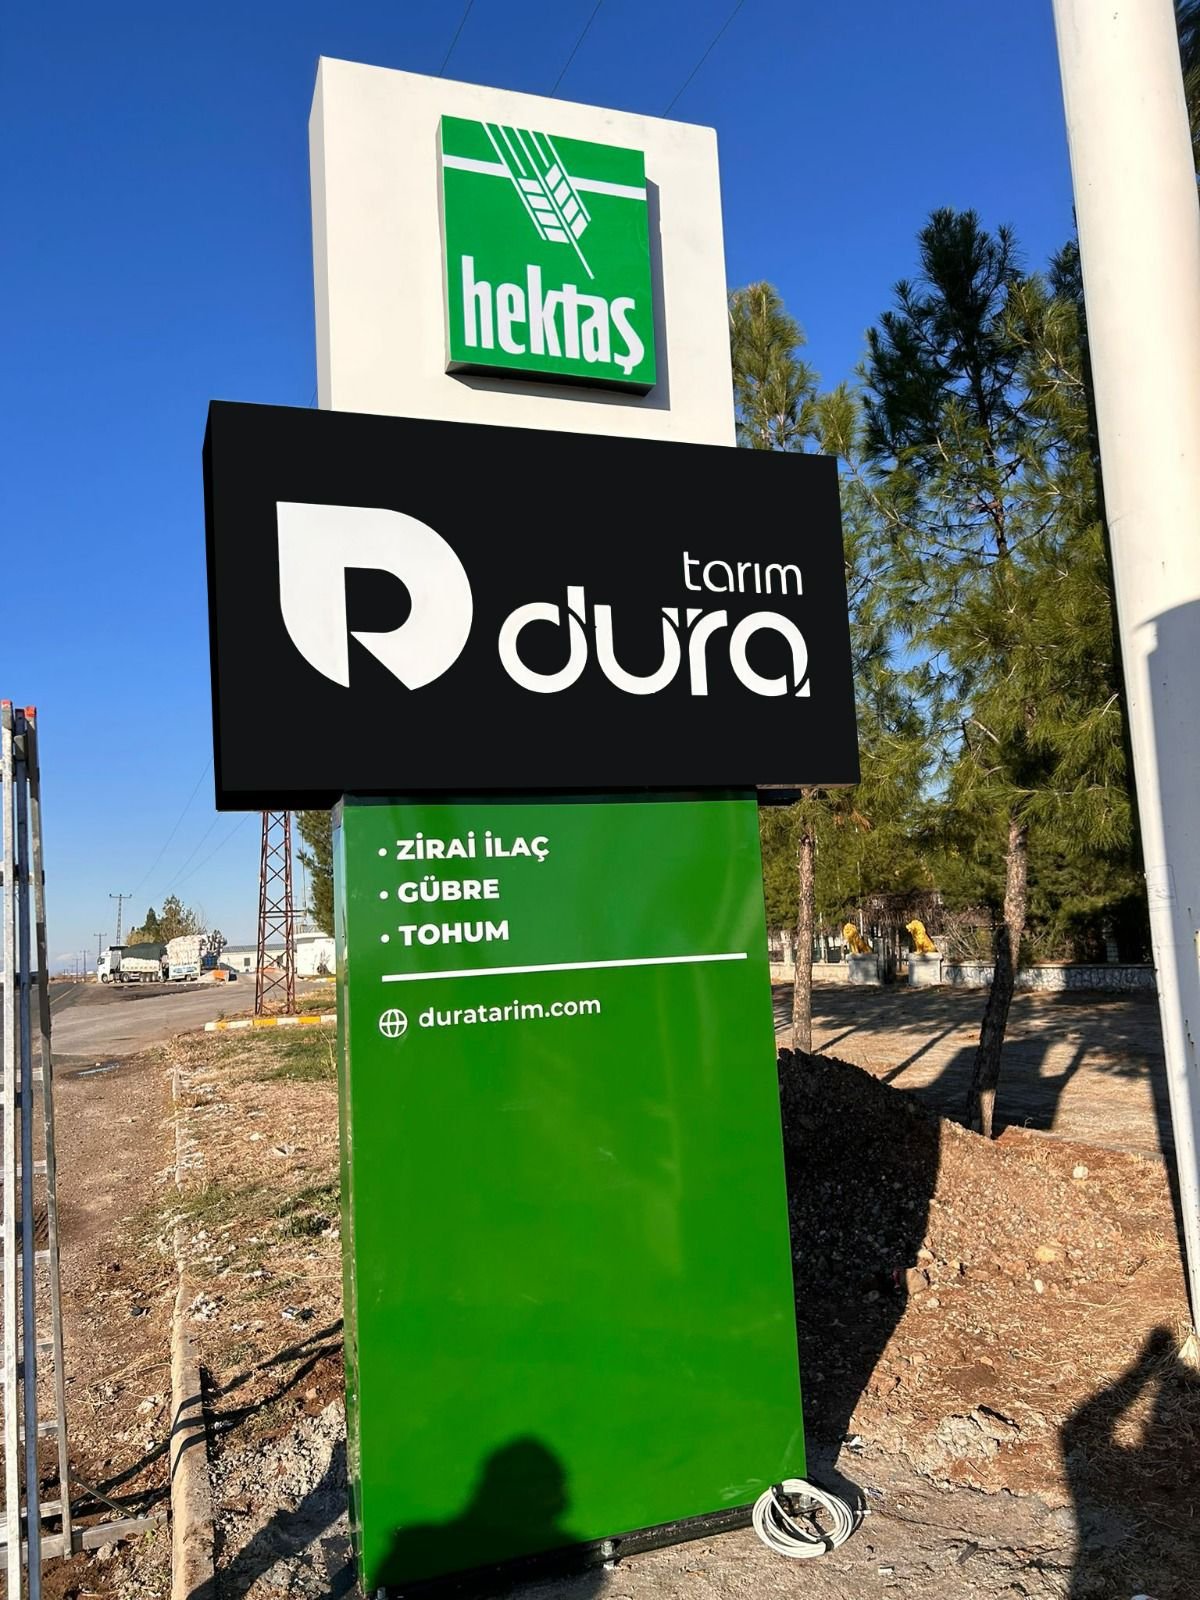 hektaş
tarım
dura
• ZİRAİ İLAÇ
• GÜBRE
• TOHUM
duratarim.com